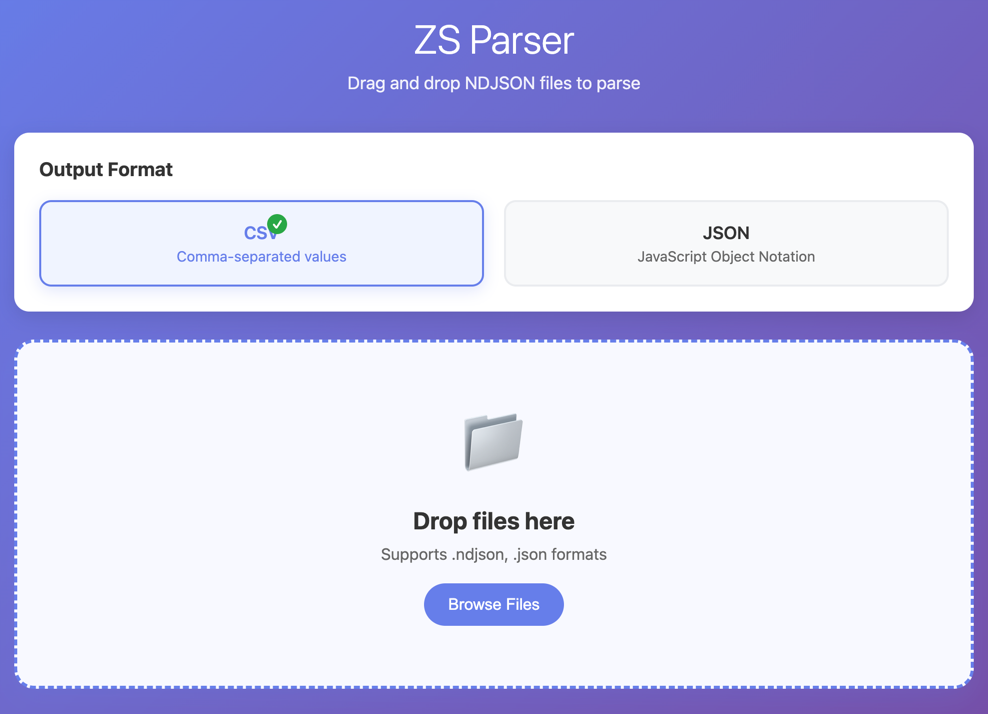 ZS Parser
Drag and drop NDJSON files to parse
Output Format
CSV
Comma-separated values
JSON
JavaScript Object Notation
Drop files here
Supports .ndjson, .json formats
Browse Files